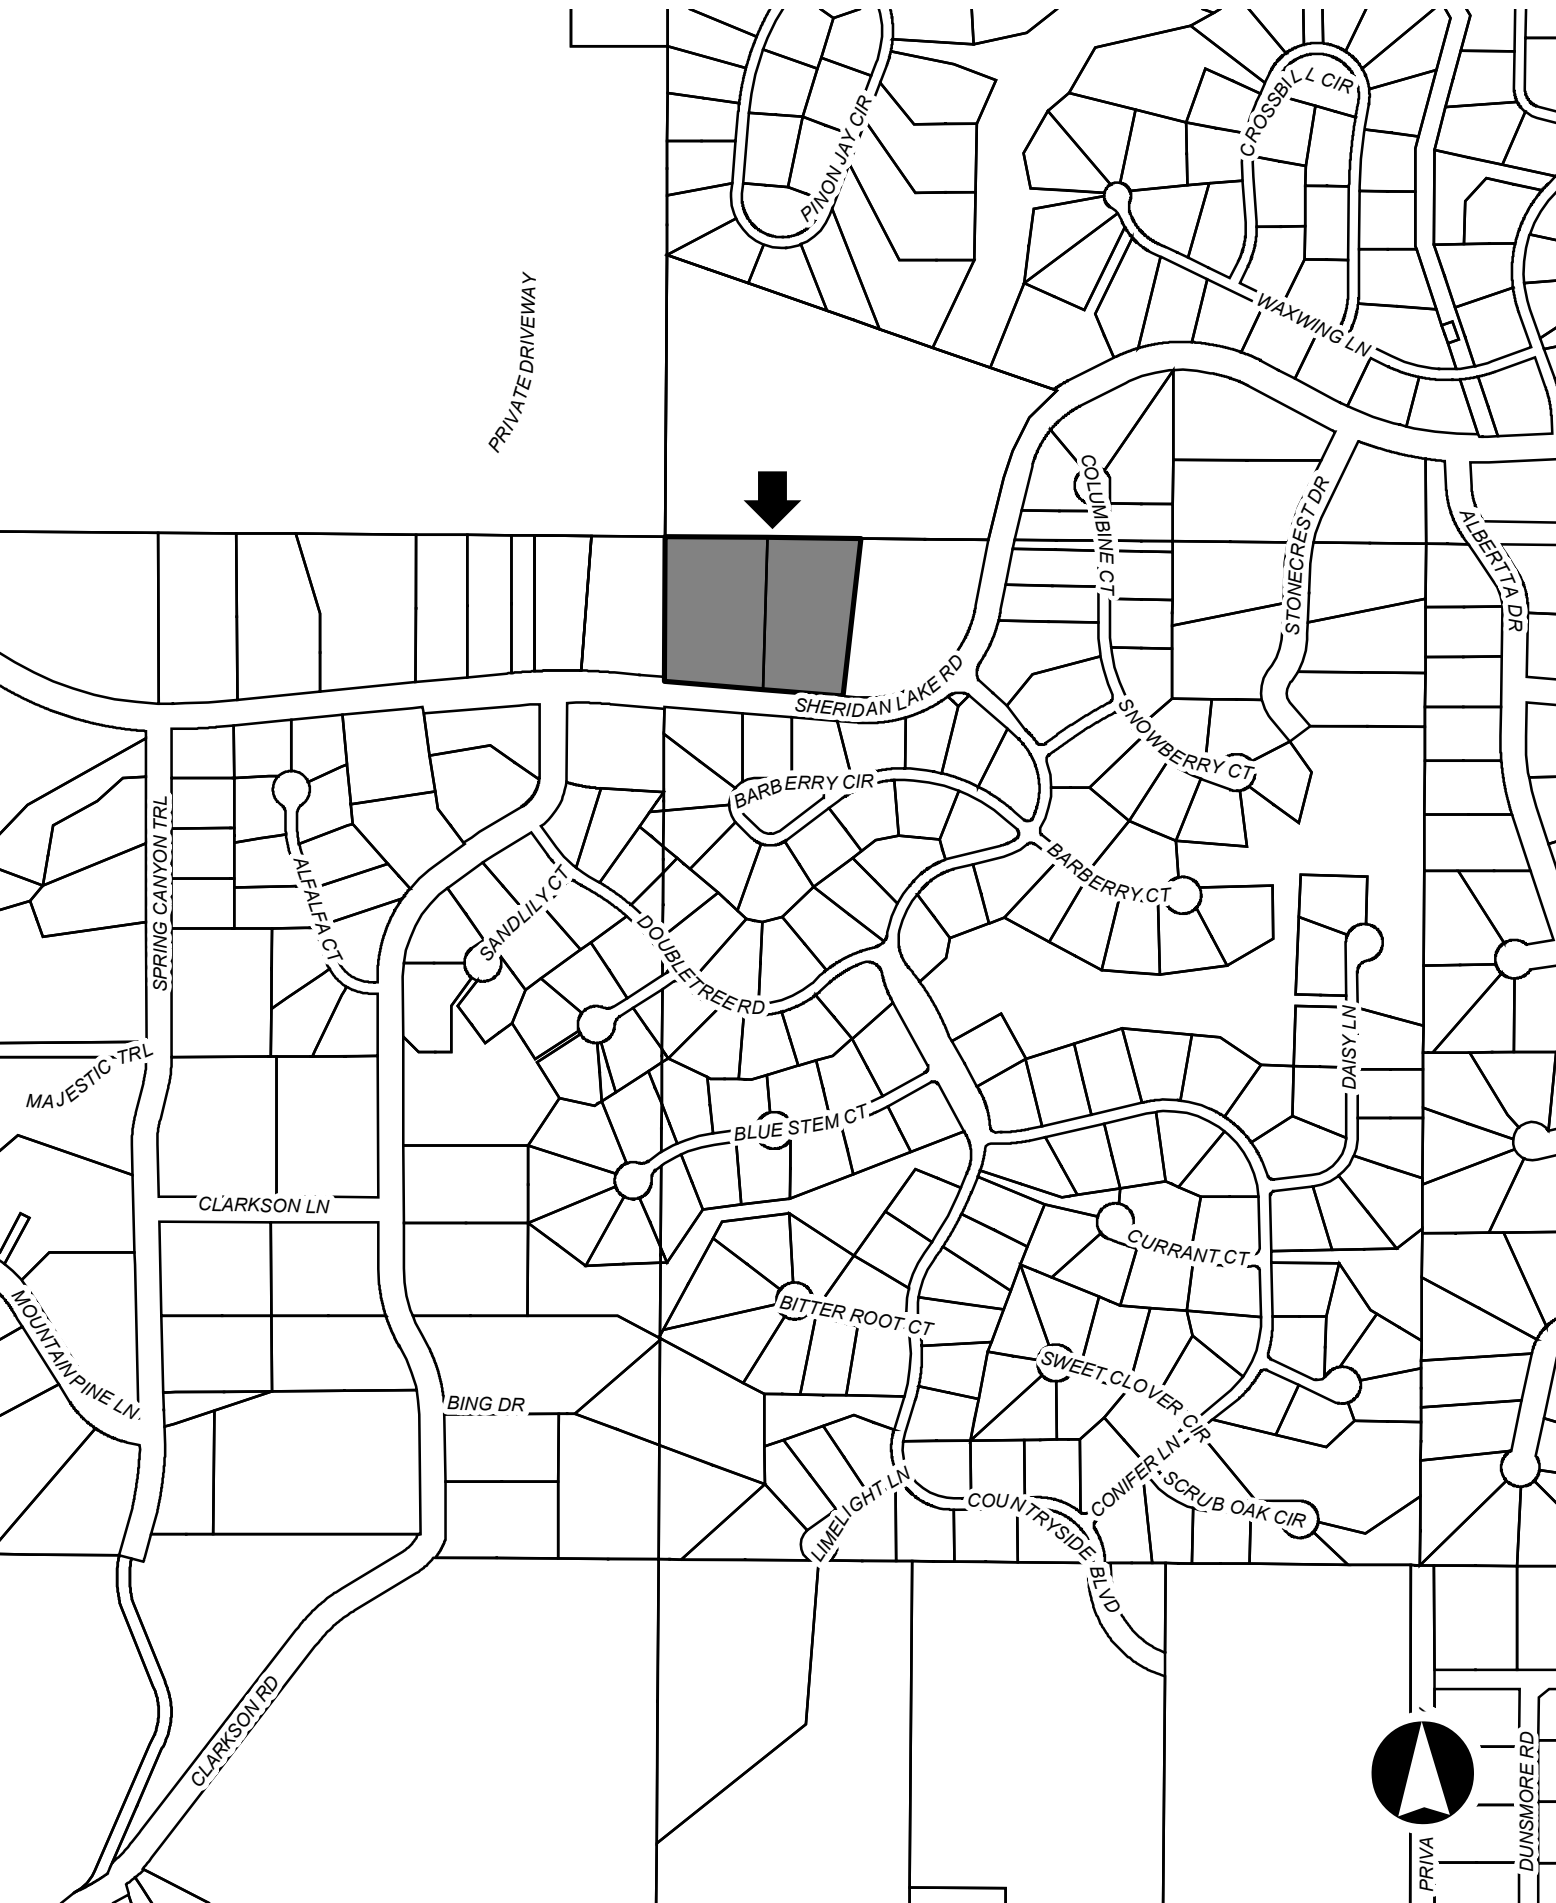 CROSSBILL CIR
PINON JAY CIR
PRIVATE DRIVEWAY
WAXWING LN
COLUMBINE CT
STONECREST DR
ALBERTTA DR
SHERIDAN LAKE RD
SNOWBERRY CT
BARBERRY CIR
SPRING CANYON TRL
ALFALFA CT
SANDLILY CT
BARBERRY CT
DOUBLETREE RD
DAISY LN
MAJESTIC TRL
BLUE STEM CT
CLARKSON LN
CURRANT CT
MOUNTAIN PINE LN
BITTER ROOT CT
SWEET CLOVER CIR
BING DR
CONIFER LN
LIMELIGHT LN
COUNTRYSIDE BLVD
SCRUB OAK CIR
CLARKSON RD
DUNSMORE RD
PRIVA